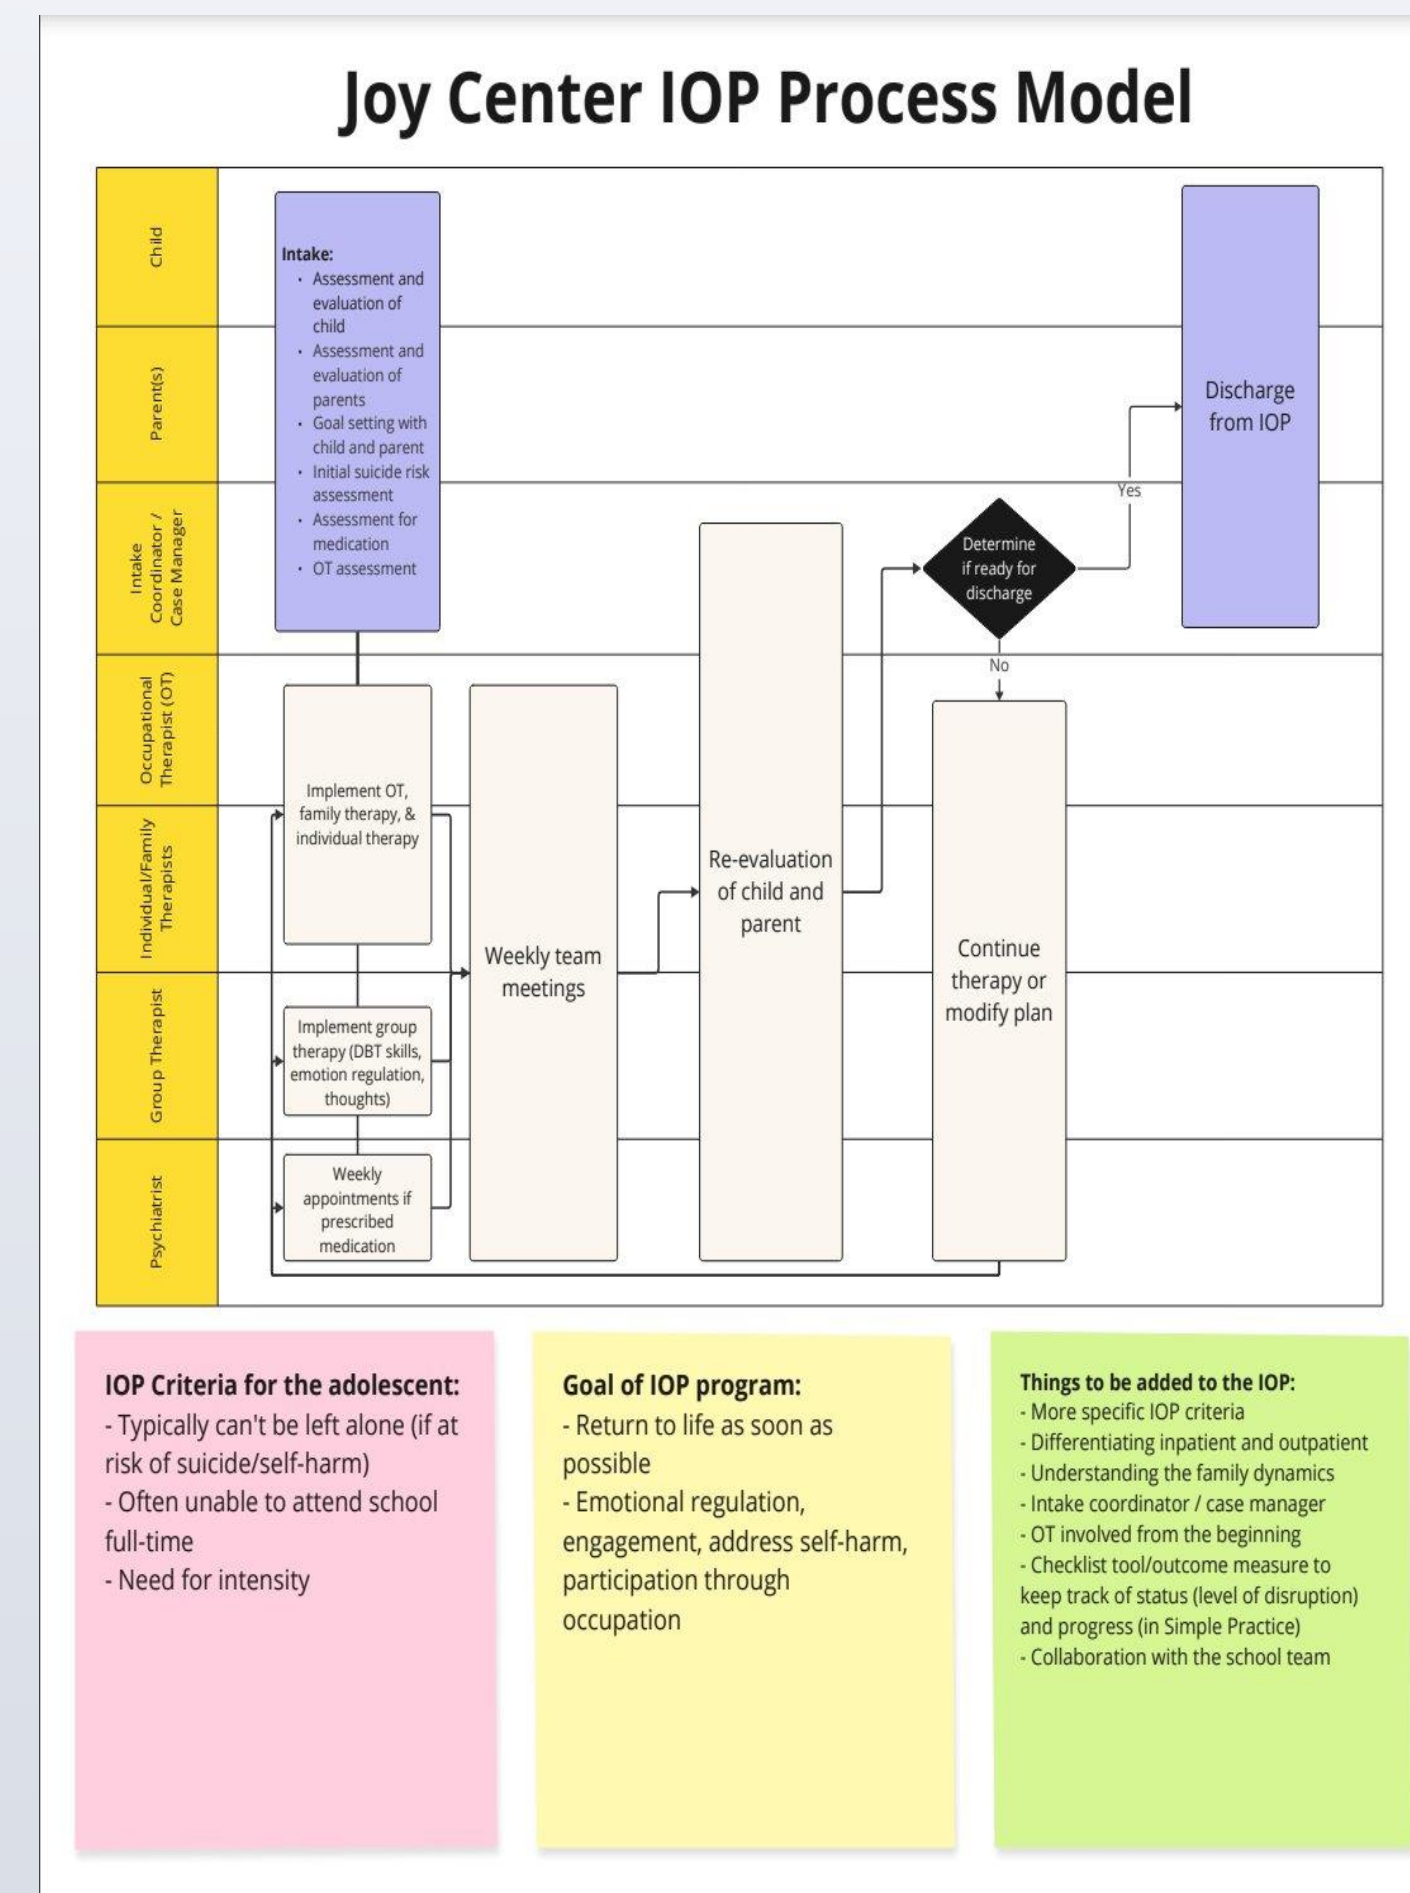 Joy Center IOP Process Model
Child
Parent(s)
Intake
Coordinator /
Case Manager
Occupational
Therapist (OT)
Individual/Family
Therapists
Group Therapist
Psychiatrist
Intake:
· Assessment and
evaluation of
child
· Assessment and
evaluation of
parents
· Goal setting with
child and parent
· Initial suicide risk
assessment
· Assessment for
medication
· OT assessment
Implement OT,
family therapy, &
individual therapy
Implement group
therapy (DBT skills,
emotion regulation,
thoughts)
Weekly
appointments if
prescribed
medication
Weekly team
meetings
Re-evaluation
of child and
parent
Determine
if ready for
discharge
Yes
No
Discharge
from IOP
Continue
therapy or
modify plan
IOP Criteria for the adolescent:
- Typically can't be left alone (if at
risk of suicide/self-harm)
- Often unable to attend school
full-time
- Need for intensity
Goal of IOP program:
- Return to life as soon as
possible
- Emotional regulation,
engagement, address self-harm,
participation through
occupation
Things to be added to the IOP:
- More specific IOP criteria
- Differentiating inpatient and outpatient
- Understanding the family dynamics
- Intake coordinator / case manager
- OT involved from the beginning
- Checklist tool/outcome measure to
keep track of status (level of disruption)
and progress (in Simple Practice)
- Collaboration with the school team